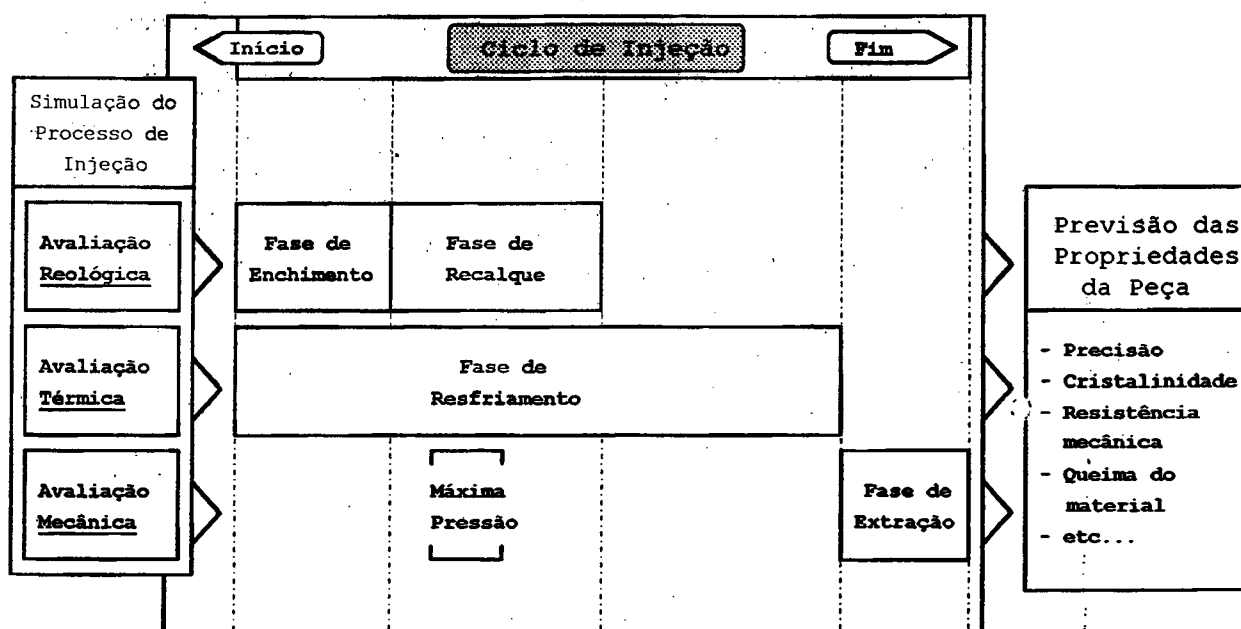 Início
Ciclo de Injeção
Fim
Simulação do
Processo de
Injeção
Avaliação
Reológica
Fase de
Enchimento
Fase de
Recalque
Avaliação
Térmica
Fase de
Resfriamento
Avaliação
Mecânica
Máxima
Pressão
Fase de
Extração
Previsão das
Propriedades
da Peça
- Precisão
- Cristalinidade
- Resistência
mecânica
- Queima do
material
- etc...